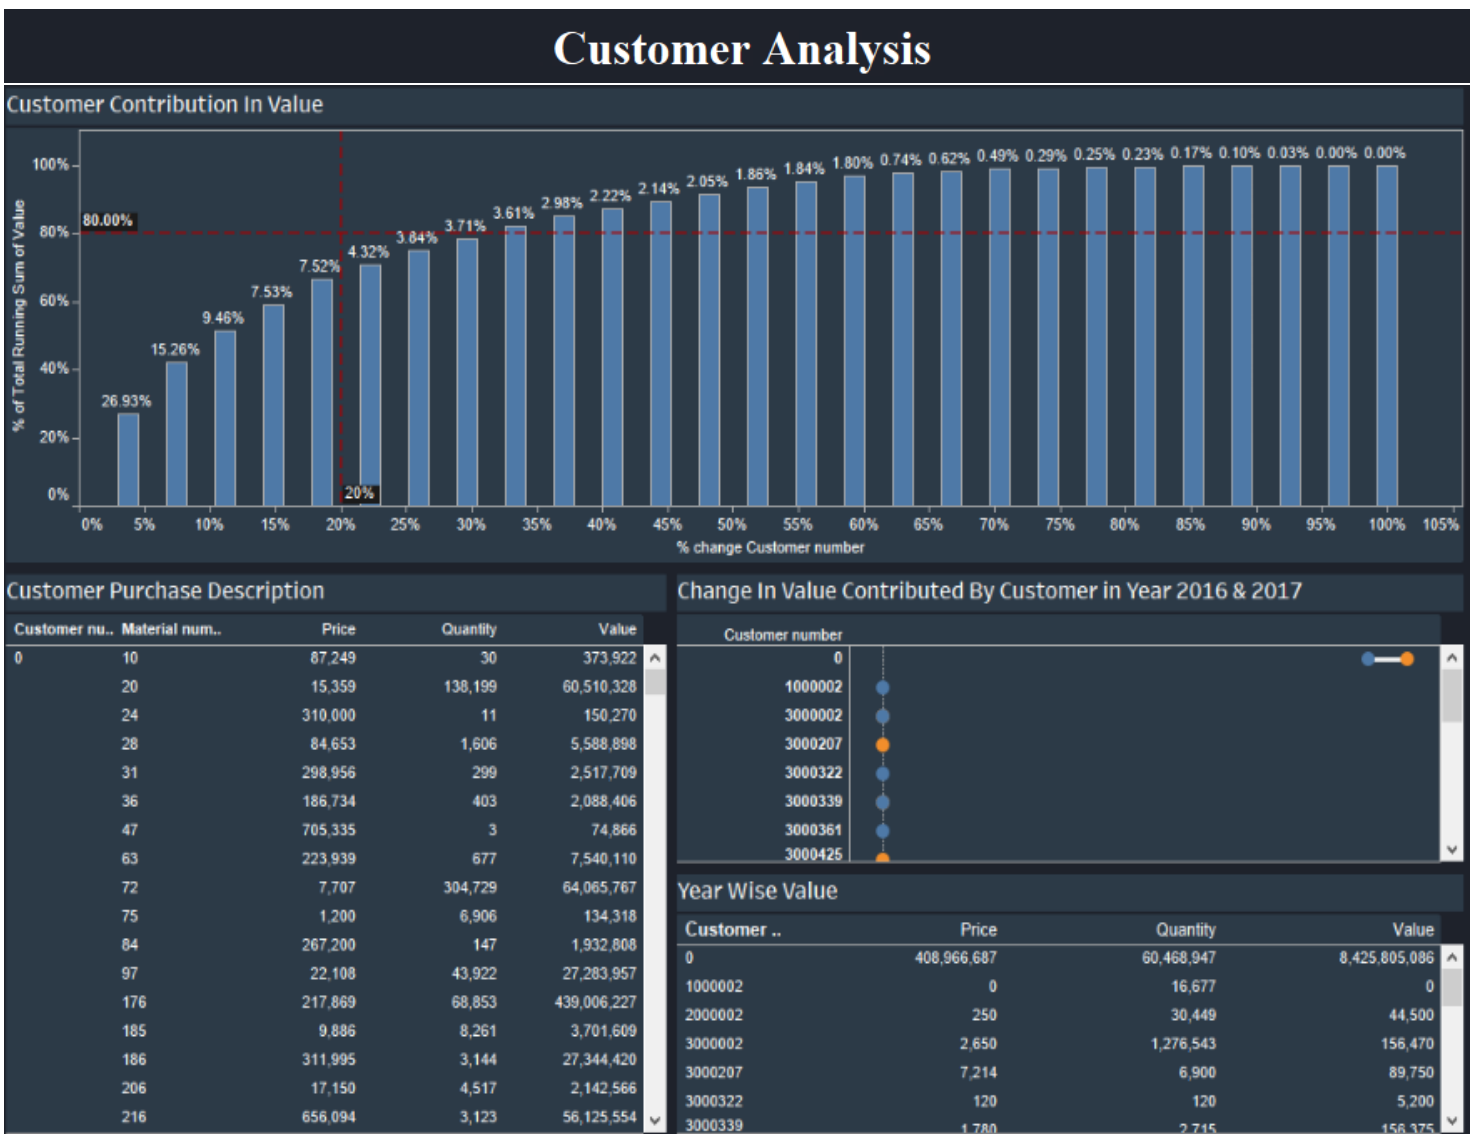 Customer Analysis
Customer Contribution In Value
% of Total Running Sum of Value
100%
80%
60%
40%
20%
0%
80.00%
20%
26.93% 15.26% 9.46% 7.53% 7.52% 4.32% 3.84% 3.71% 3.61% 2.98% 2.22% 2.14% 2.05% 1.86% 1.84% 1.80% 0.74% 0.62% 0.49% 0.29% 0.25% 0.23% 0.17% 0.10% 0.03% 0.00% 0.00%
0% 5% 10% 15% 20% 25% 30% 35% 40% 45% 50% 55% 60% 65% 70% 75% 80% 85% 90% 95% 100% 105%
% change Customer number
Customer Purchase Description
Customer nu.. Material num.. Price Quantity Value
0 10 87,249 30 373,922
20 15,359 138,199 60,510,328
24 310,000 11 150,270
28 84,653 1,606 5,588,898
31 298,956 299 2,517,709
36 186,734 403 2,088,406
47 705,335 3 74,866
63 223,939 677 7,540,110
72 7,707 304,729 64,065,767
75 1,200 6,906 134,318
84 267,200 147 1,932,808
97 22,108 43,922 27,283,957
176 217,869 68,853 439,006,227
185 9,886 8,261 3,701,609
186 311,995 3,144 27,344,420
206 17,150 4,517 2,142,566
216 656,094 3,123 56,125,554
Change In Value Contributed By Customer in Year 2016 & 2017
Customer number
0
1000002
3000002
3000207
3000322
3000339
3000361
3000425
Year Wise Value
Customer .. Price Quantity Value
0 408,966,687 60,468,947 8,425,805,086
1000002 0 16,677 0
2000002 250 30,449 44,500
3000002 2,650 1,276,543 156,470
3000207 7,214 6,900 89,750
3000322 120 120 5,200
3000339 1,780 2,715 156,375